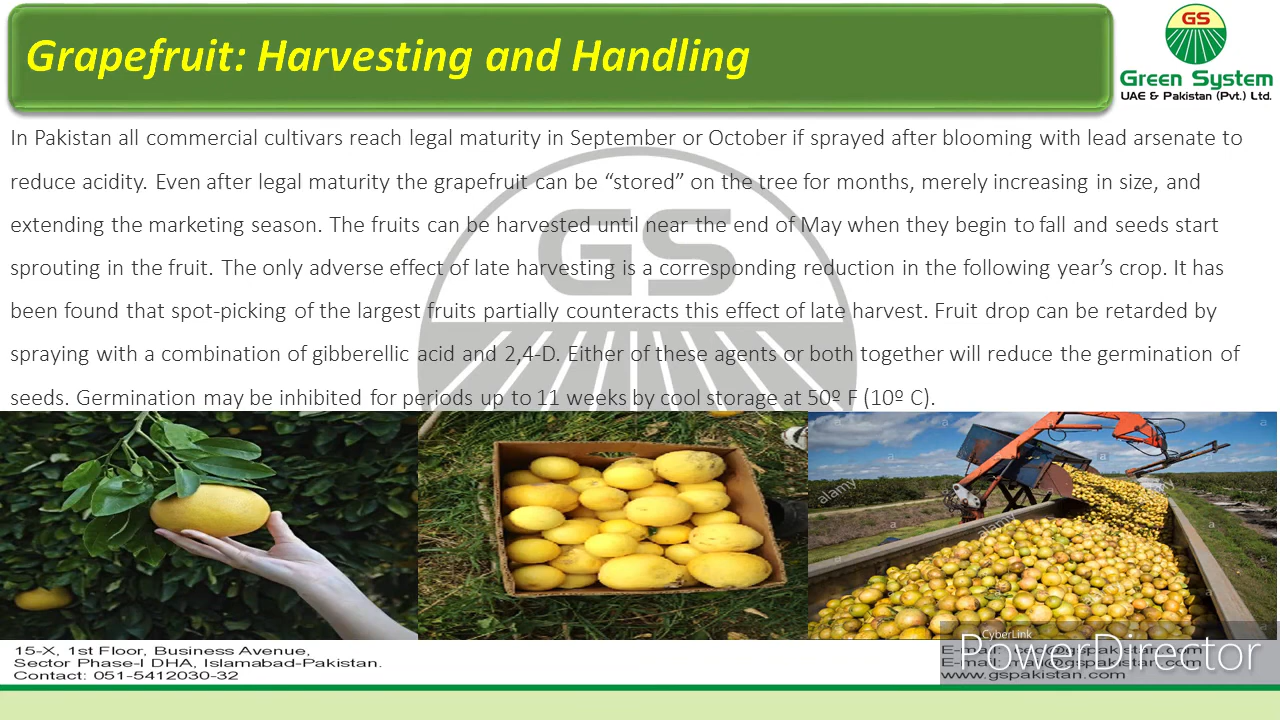 Grapefruit: Harvesting and Handling
GS
Green System
UAE & Pakistan (Pvt.) Ltd.
In Pakistan all commercial cultivars reach legal maturity in September or October if sprayed after blooming with lead arsenate to
reduce acidity. Even after legal maturity the grapefruit can be “stored” on the tree for months, merely increasing in size, and
extending the marketing season. The fruits can be harvested until near the end of May when they begin to fall and seeds start
sprouting in the fruit. The only adverse effect of late harvesting is a corresponding reduction in the following year’s crop. It has
been found that spot-picking of the largest fruits partially counteracts this effect of late harvest. Fruit drop can be retarded by
spraying with a combination of gibberellic acid and 2,4-D. Either of these agents or both together will reduce the germination of
seeds. Germination may be inhibited for periods up to 11 weeks by cool storage at 50º F (10º C).
GS
alamy
alamy
alamy
15-X, 1st Floor, Business Avenue,
Sector Phase-I DHA, Islamabad-Pakistan.
Contact: 051-5412030-32
CyberLink
PowerDirector
E-mail:
E-mail:
www.gspakistan.com